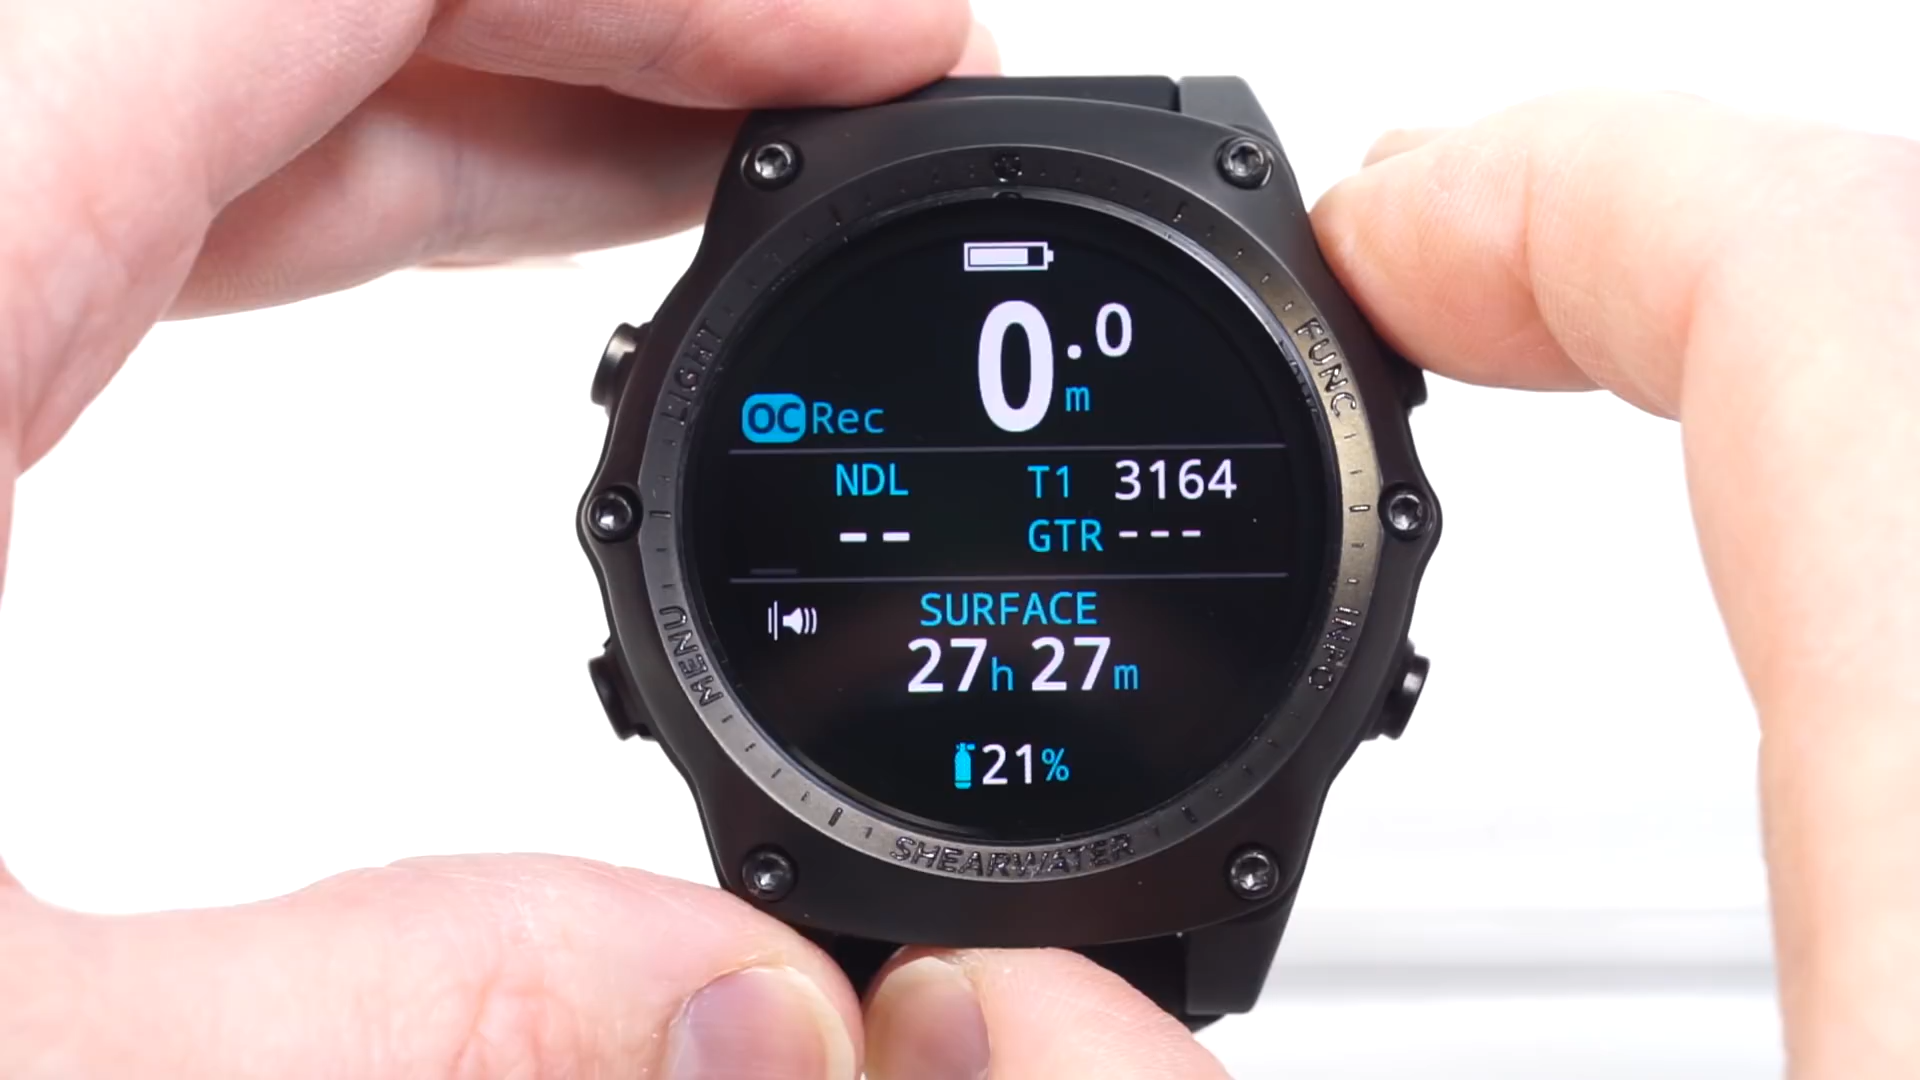 0.0
m
OC Rec
NDL T1 3164
-- GTR ---
SURFACE
27h 27m
21%
LIGHT
FUNC
MENU
INFO
SHEARWATER